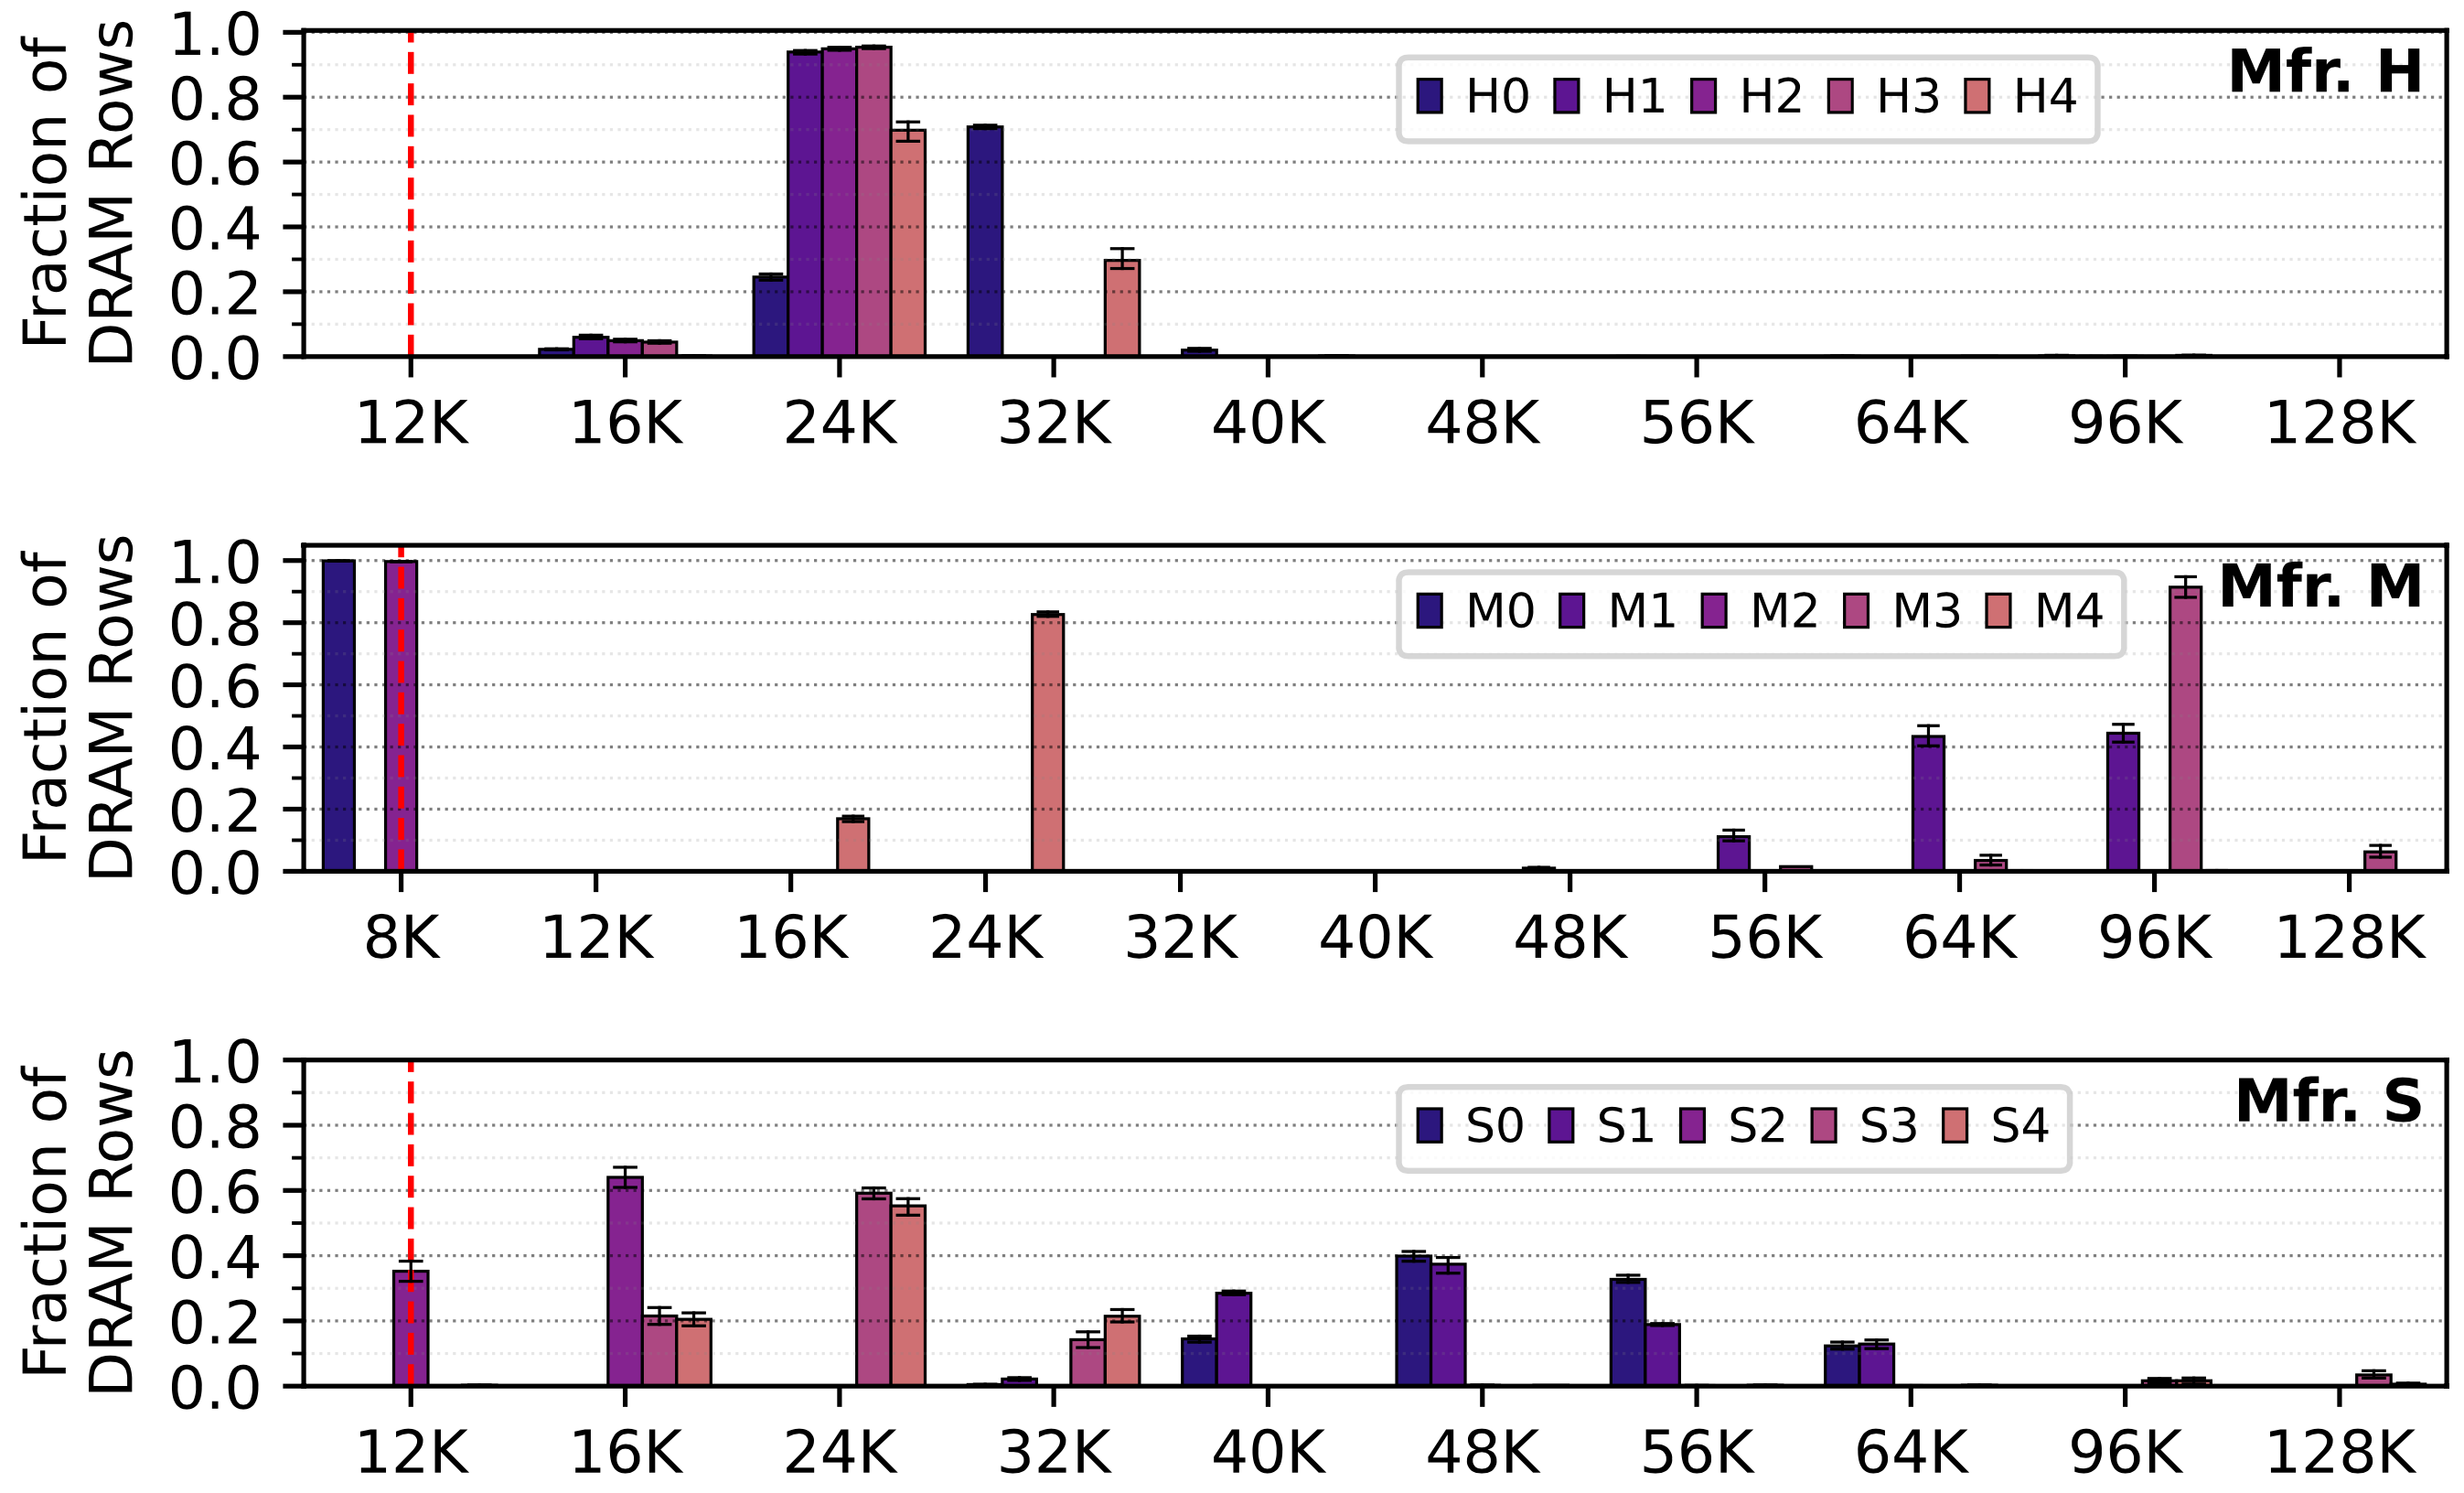 Fraction of
DRAM Rows
1.0
0.8
0.6
0.4
0.2
0.0
H0 H1 H2 H3 H4
Mfr. H
12K 16K 24K 32K 40K 48K 56K 64K 96K 128K
Fraction of
DRAM Rows
1.0
0.8
0.6
0.4
0.2
0.0
M0 M1 M2 M3 M4
Mfr. M
8K 12K 16K 24K 32K 40K 48K 56K 64K 96K 128K
Fraction of
DRAM Rows
1.0
0.8
0.6
0.4
0.2
0.0
S0 S1 S2 S3 S4
Mfr. S
12K 16K 24K 32K 40K 48K 56K 64K 96K 128K